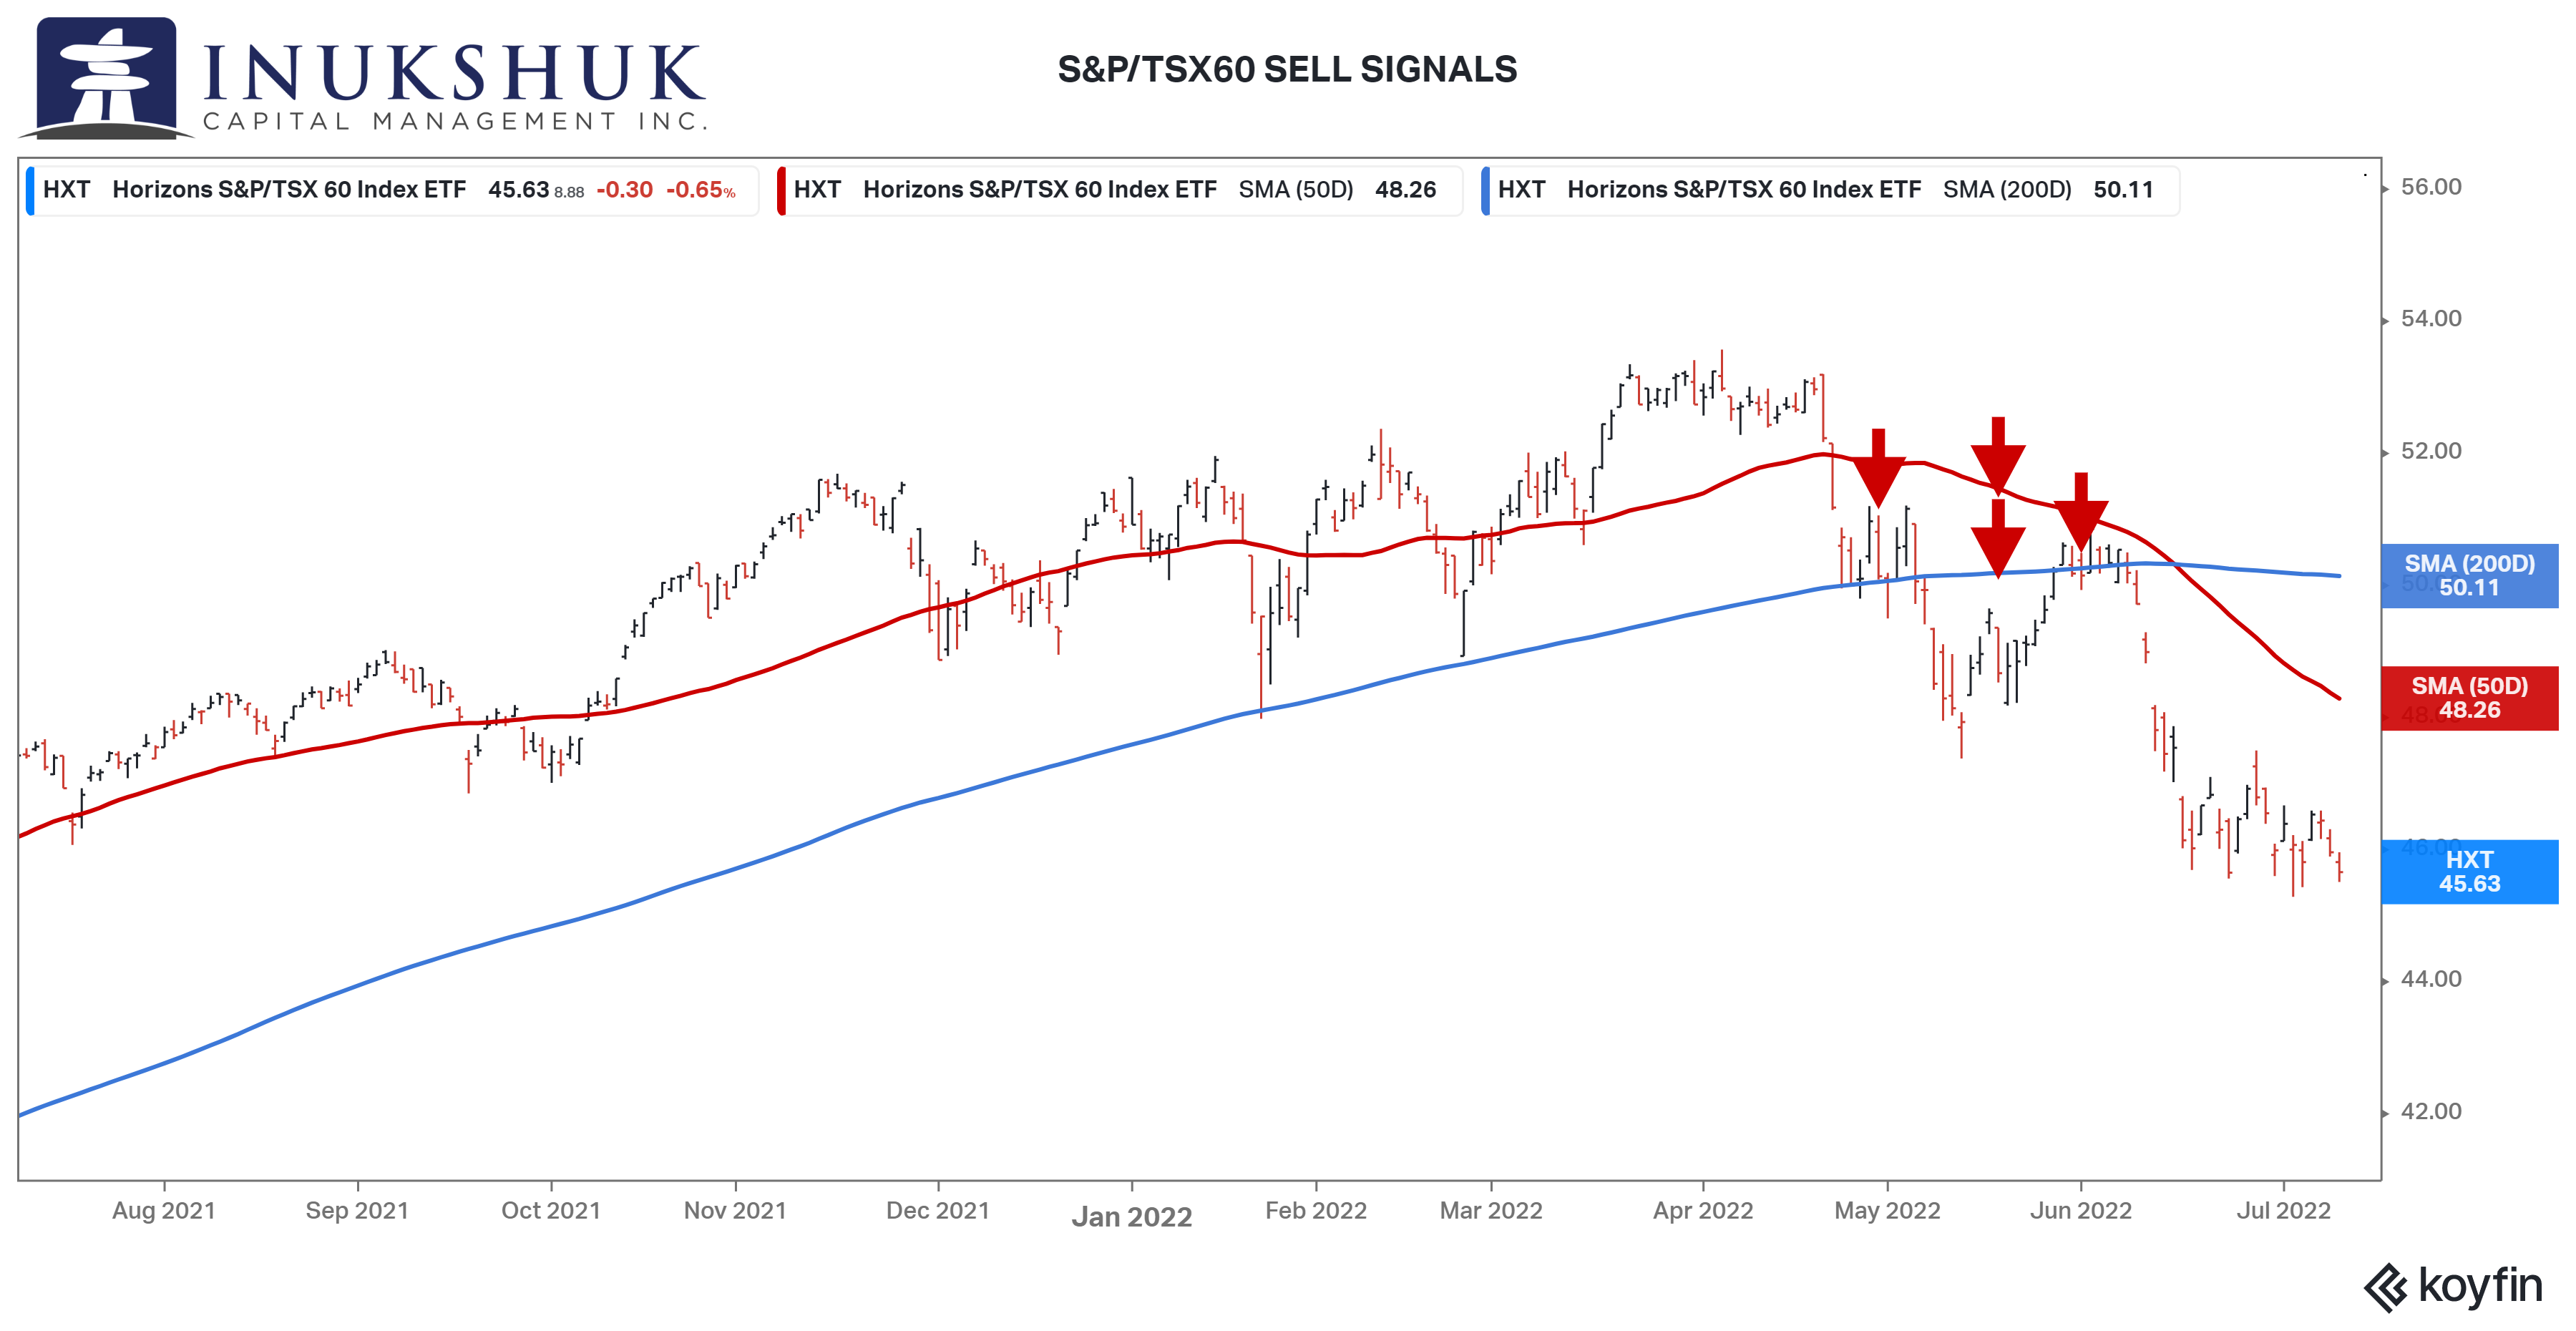 INUKSHUK
CAPITAL MANAGEMENT INC.
S&P/TSX60 SELL SIGNALS
HXT Horizons S&P/TSX 60 Index ETF 45.63 8.88 -0.30 -0.65%
HXT Horizons S&P/TSX 60 Index ETF SMA (50D) 48.26
HXT Horizons S&P/TSX 60 Index ETF SMA (200D) 50.11
56.00
54.00
52.00
SMA (200D)
50.11
SMA (50D)
48.26
48.00
46.00
HXT
45.63
44.00
42.00
Aug 2021
Sep 2021
Oct 2021
Nov 2021
Dec 2021
Jan 2022
Feb 2022
Mar 2022
Apr 2022
May 2022
Jun 2022
Jul 2022
koyfin